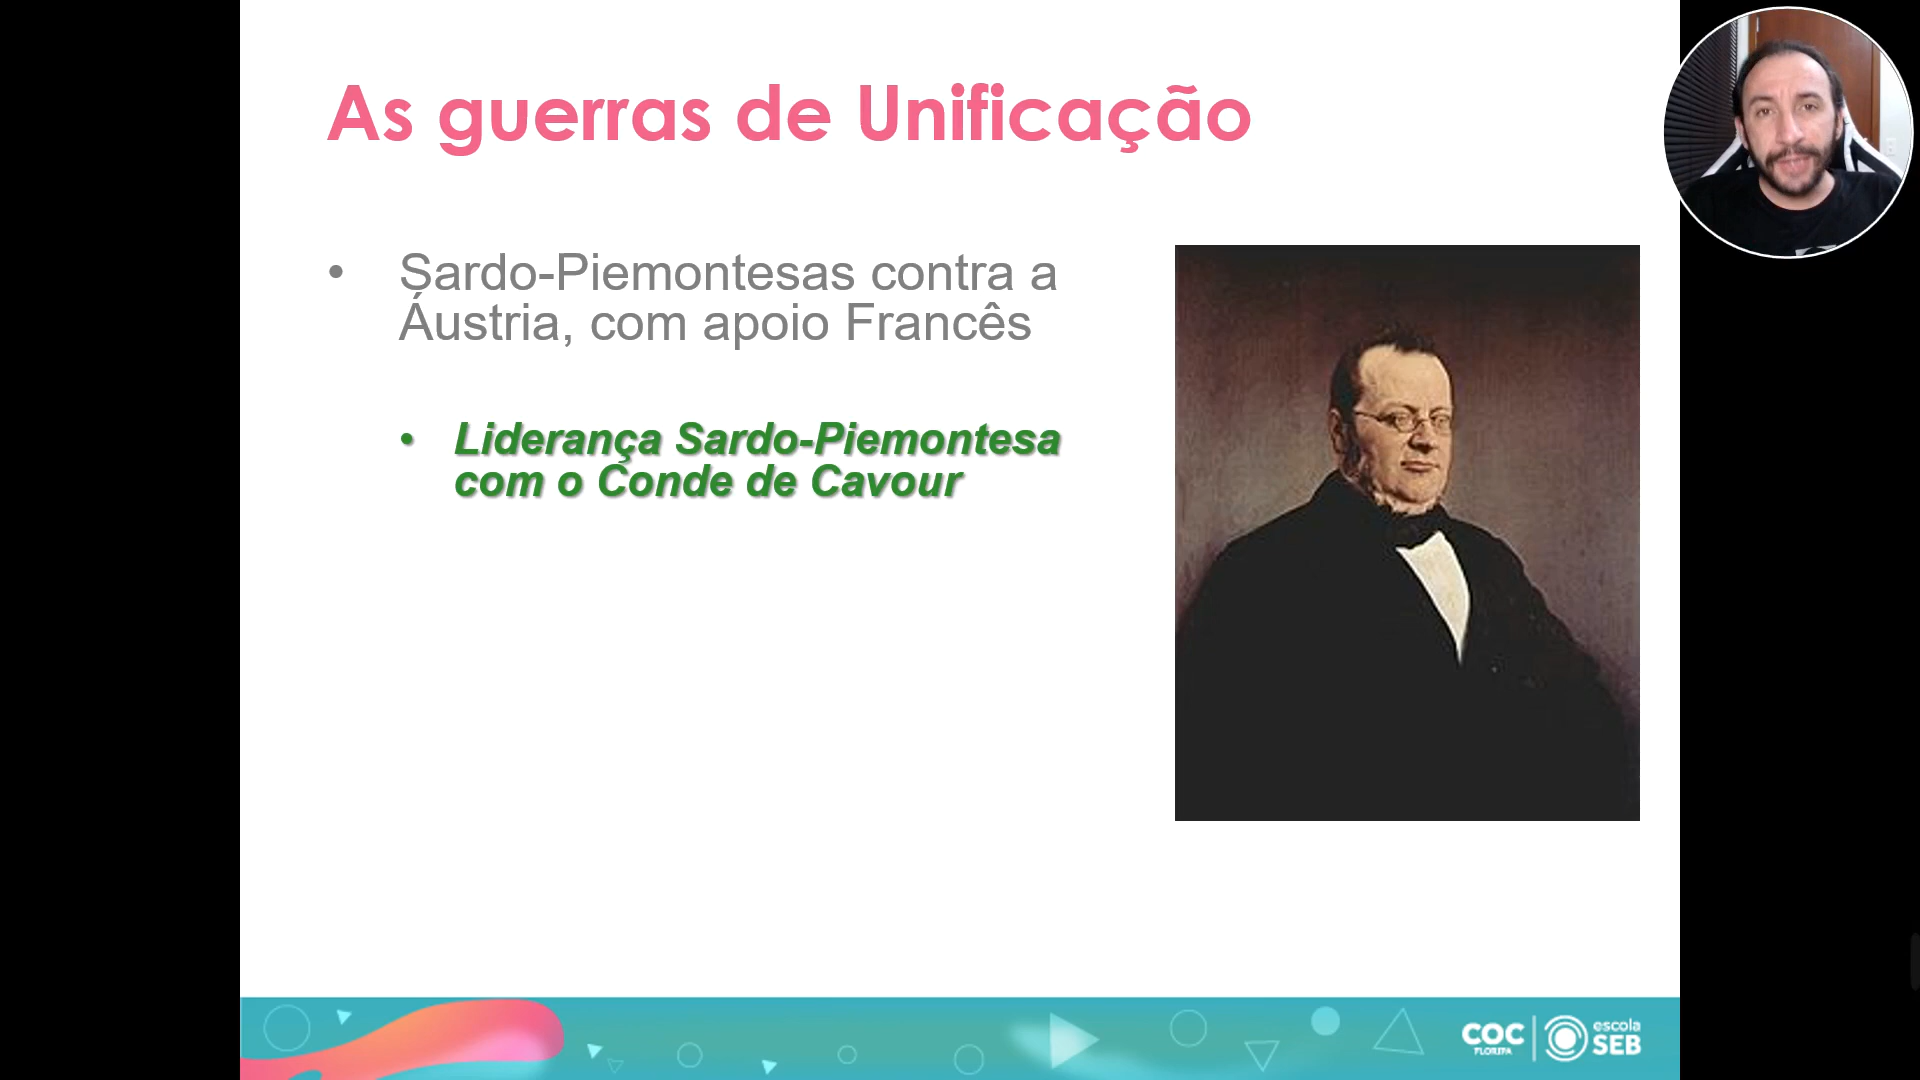 As guerras de Unificação
• Sardo-Piemontesas contra a
Áustria, com apoio Francês
• Liderança Sardo-Piemontesa
com o Conde de Cavour
COC
FLORIPA
escola
SEB